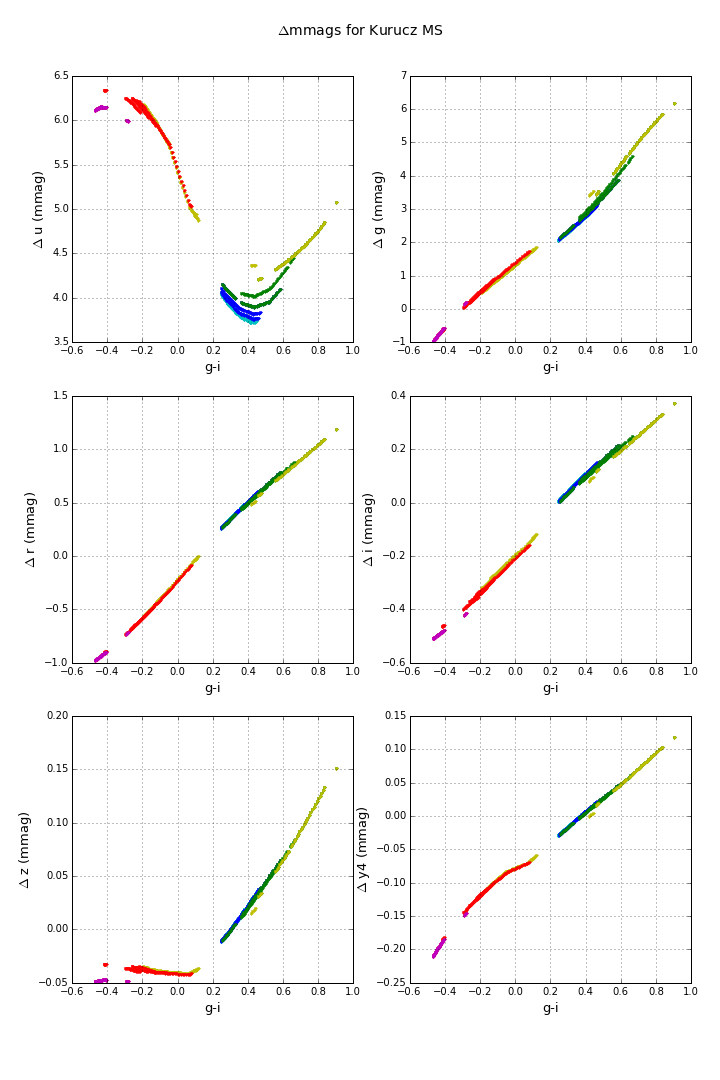 Δmmags for Kurucz MS
6.5
6.0
5.5
5.0
4.5
4.0
3.5
Δ u (mmag)
−0.6 −0.4 −0.2 0.0 0.2 0.4 0.6 0.8 1.0
g-i
7
6
5
4
3
2
1
0
−1
Δ g (mmag)
−0.6 −0.4 −0.2 0.0 0.2 0.4 0.6 0.8 1.0
g-i
1.5
1.0
0.5
0.0
−0.5
−1.0
Δ r (mmag)
−0.6 −0.4 −0.2 0.0 0.2 0.4 0.6 0.8 1.0
g-i
0.4
0.2
0.0
−0.2
−0.4
−0.6
Δ i (mmag)
−0.6 −0.4 −0.2 0.0 0.2 0.4 0.6 0.8 1.0
g-i
0.20
0.15
0.10
0.05
0.00
−0.05
Δ z (mmag)
−0.6 −0.4 −0.2 0.0 0.2 0.4 0.6 0.8 1.0
g-i
0.15
0.10
0.05
0.00
−0.05
−0.10
−0.15
−0.20
−0.25
Δ y4 (mmag)
−0.6 −0.4 −0.2 0.0 0.2 0.4 0.6 0.8 1.0
g-i